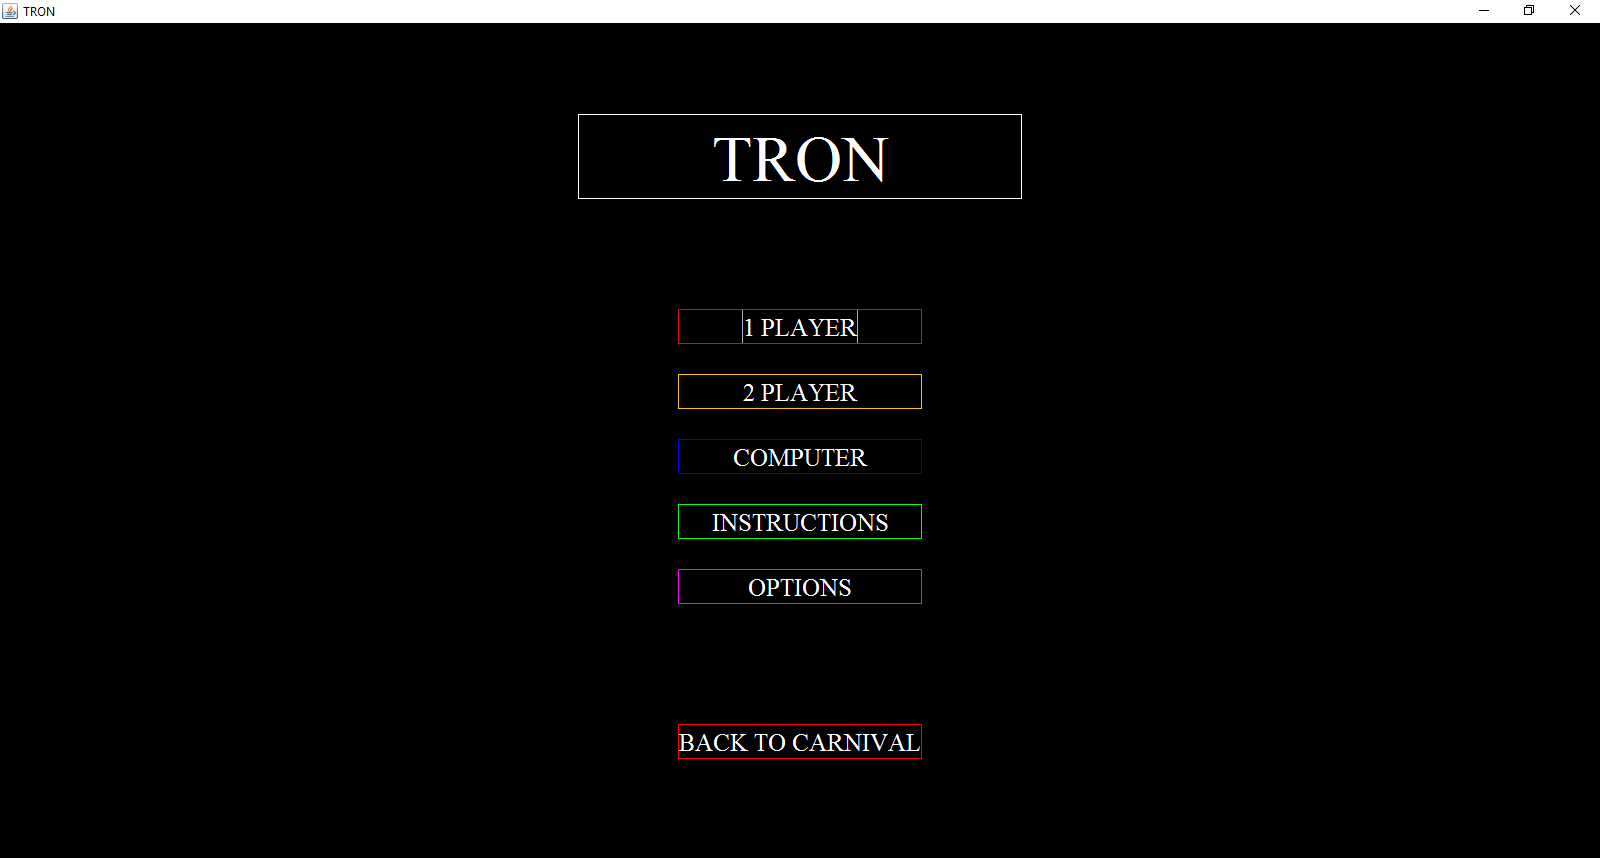 TRON
TRON
1 PLAYER
2 PLAYER
COMPUTER
INSTRUCTIONS
OPTIONS
BACK TO CARNIVAL